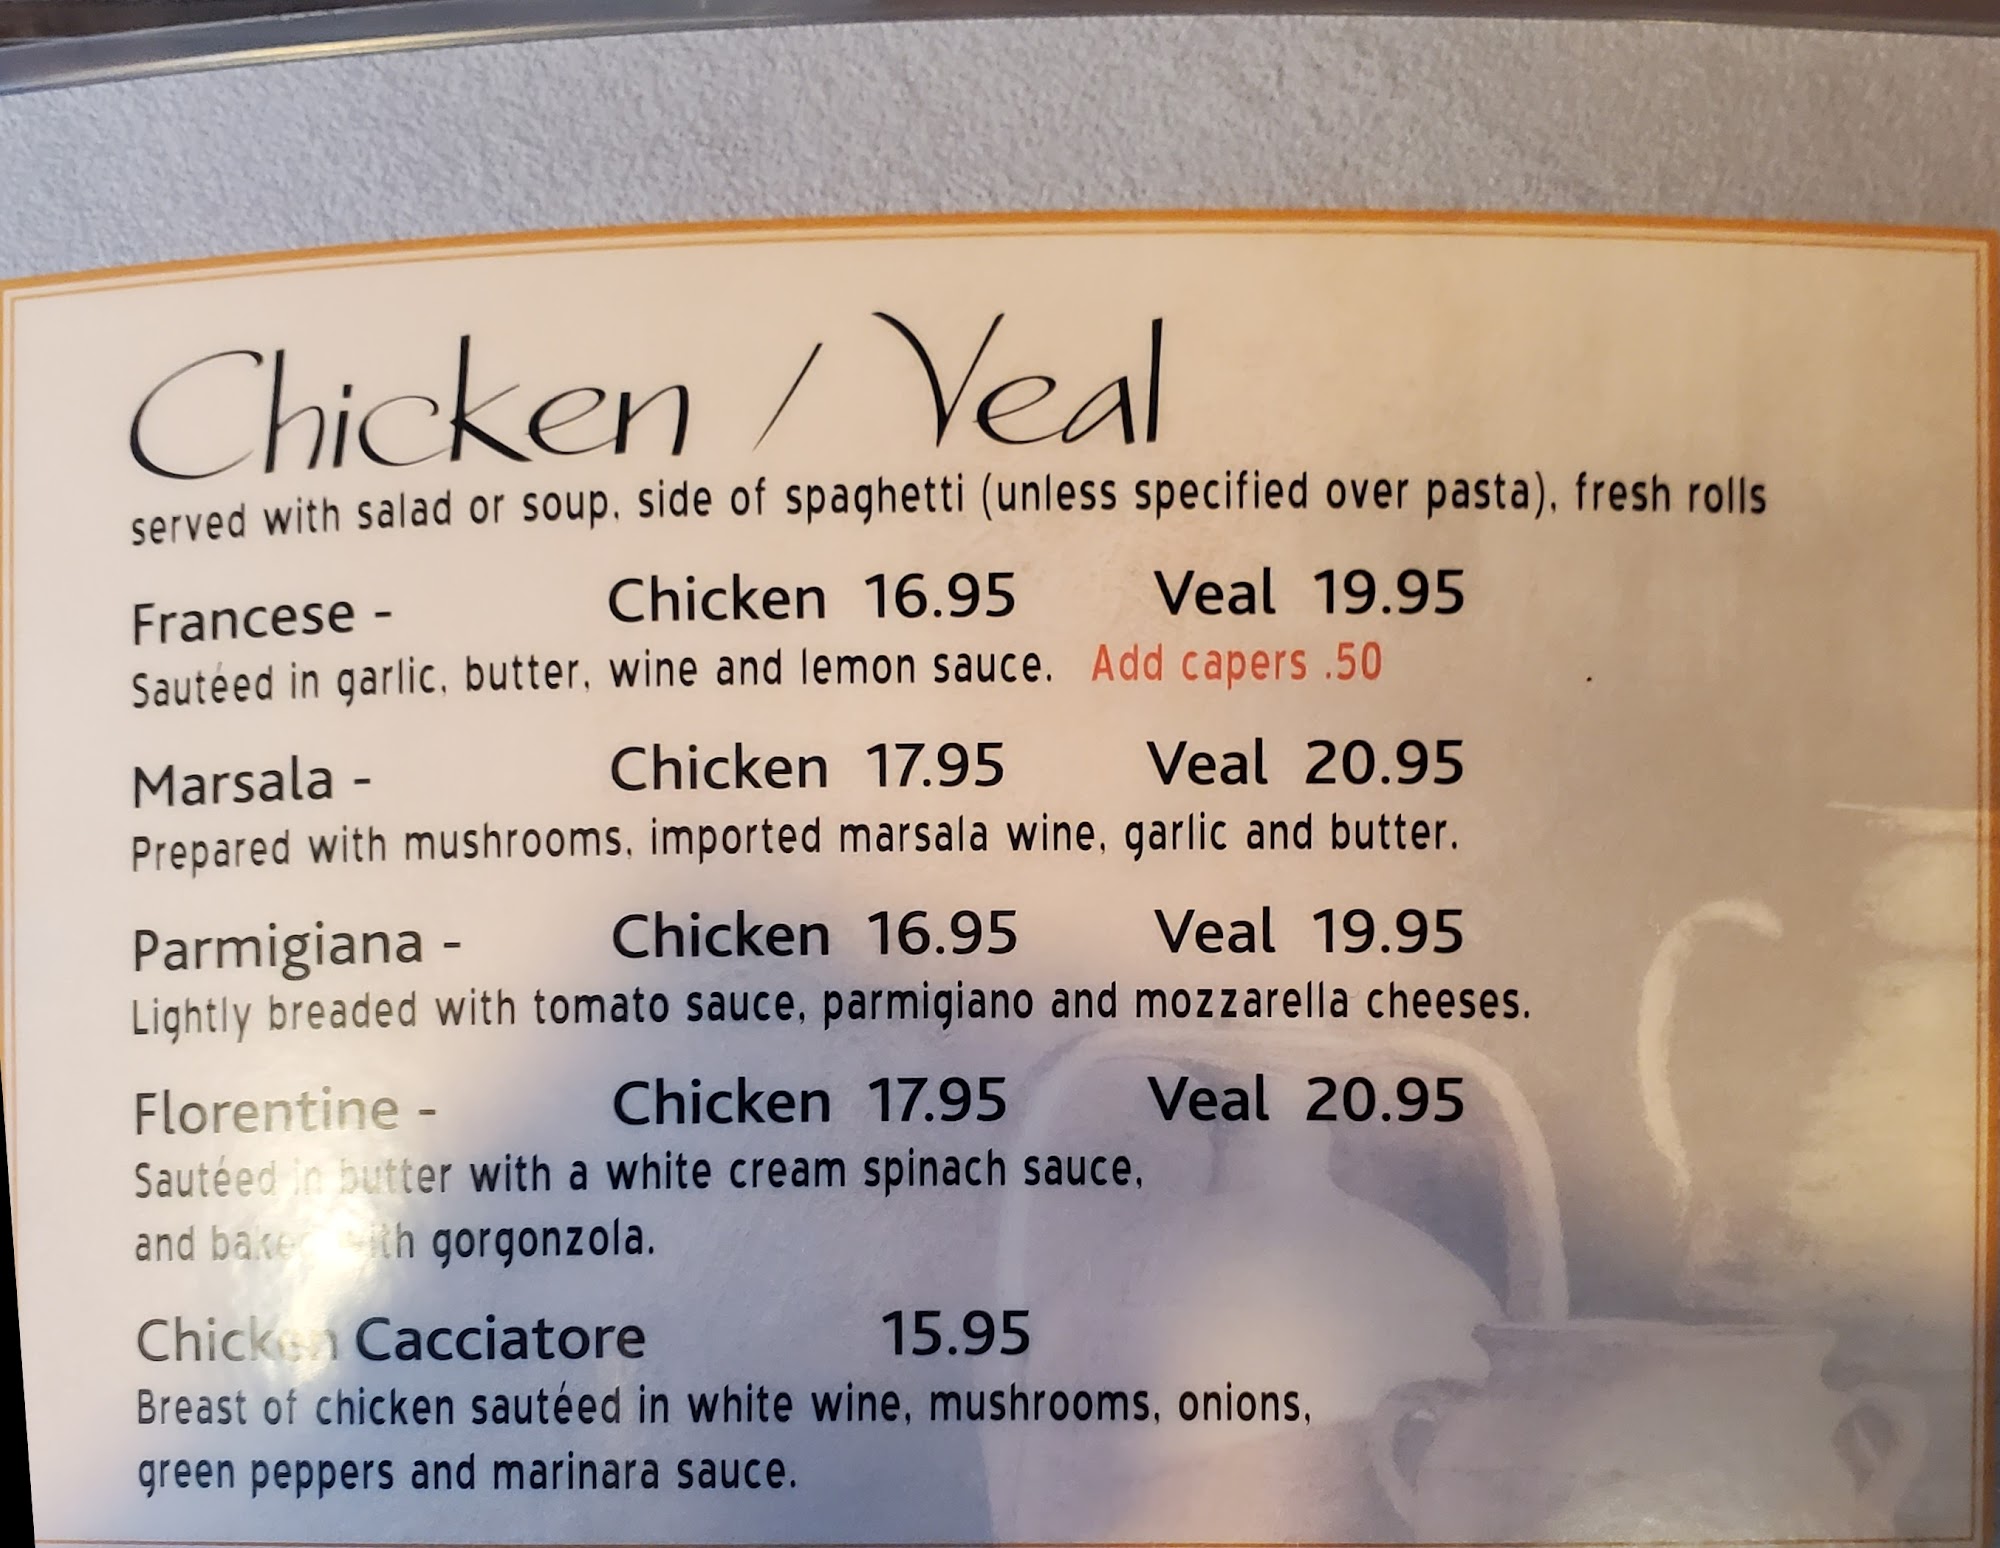 Chicken / Veal
served with salad or soup, side of spaghetti (unless specified over pasta), fresh rolls
Francese - Chicken 16.95 Veal 19.95
Sautéed in garlic, butter, wine and lemon sauce. Add capers .50
Marsala - Chicken 17.95 Veal 20.95
Prepared with mushrooms, imported marsala wine, garlic and butter.
Parmigiana - Chicken 16.95 Veal 19.95
Lightly breaded with tomato sauce, parmigiano and mozzarella cheeses.
Florentine - Chicken 17.95 Veal 20.95
Sautéed in butter with a white cream spinach sauce,
and baked with gorgonzola.
Chicken Cacciatore 15.95
Breast of chicken sautéed in white wine, mushrooms, onions,
green peppers and marinara sauce.